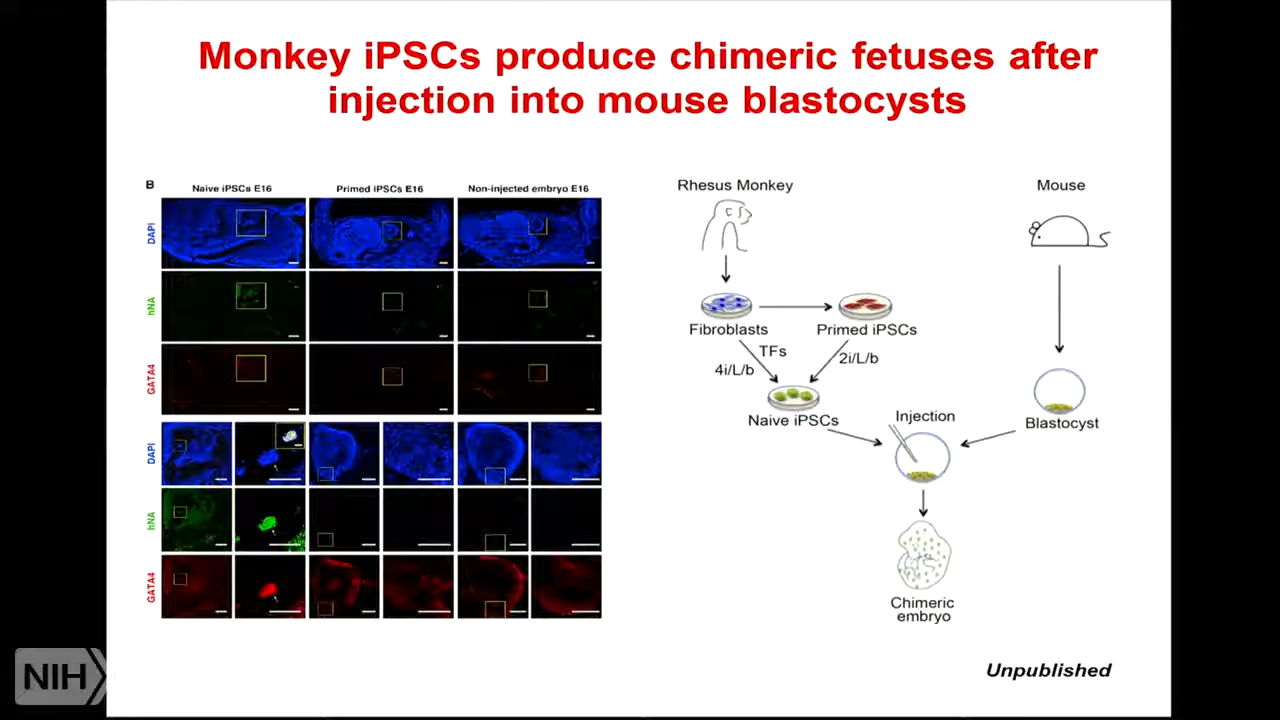 Monkey iPSCs produce chimeric fetuses after
injection into mouse blastocysts
B
Naive iPSCs E16
Primed iPSCs E16
Non-injected embryo E16
DAPI
hNA
GATA4
DAPI
hNA
GATA4
Rhesus Monkey
Mouse
Fibroblasts
Primed iPSCs
TFs
4i/L/b
2i/L/b
Naive iPSCs
Injection
Blastocyst
Chimeric
embryo
Unpublished
NIH